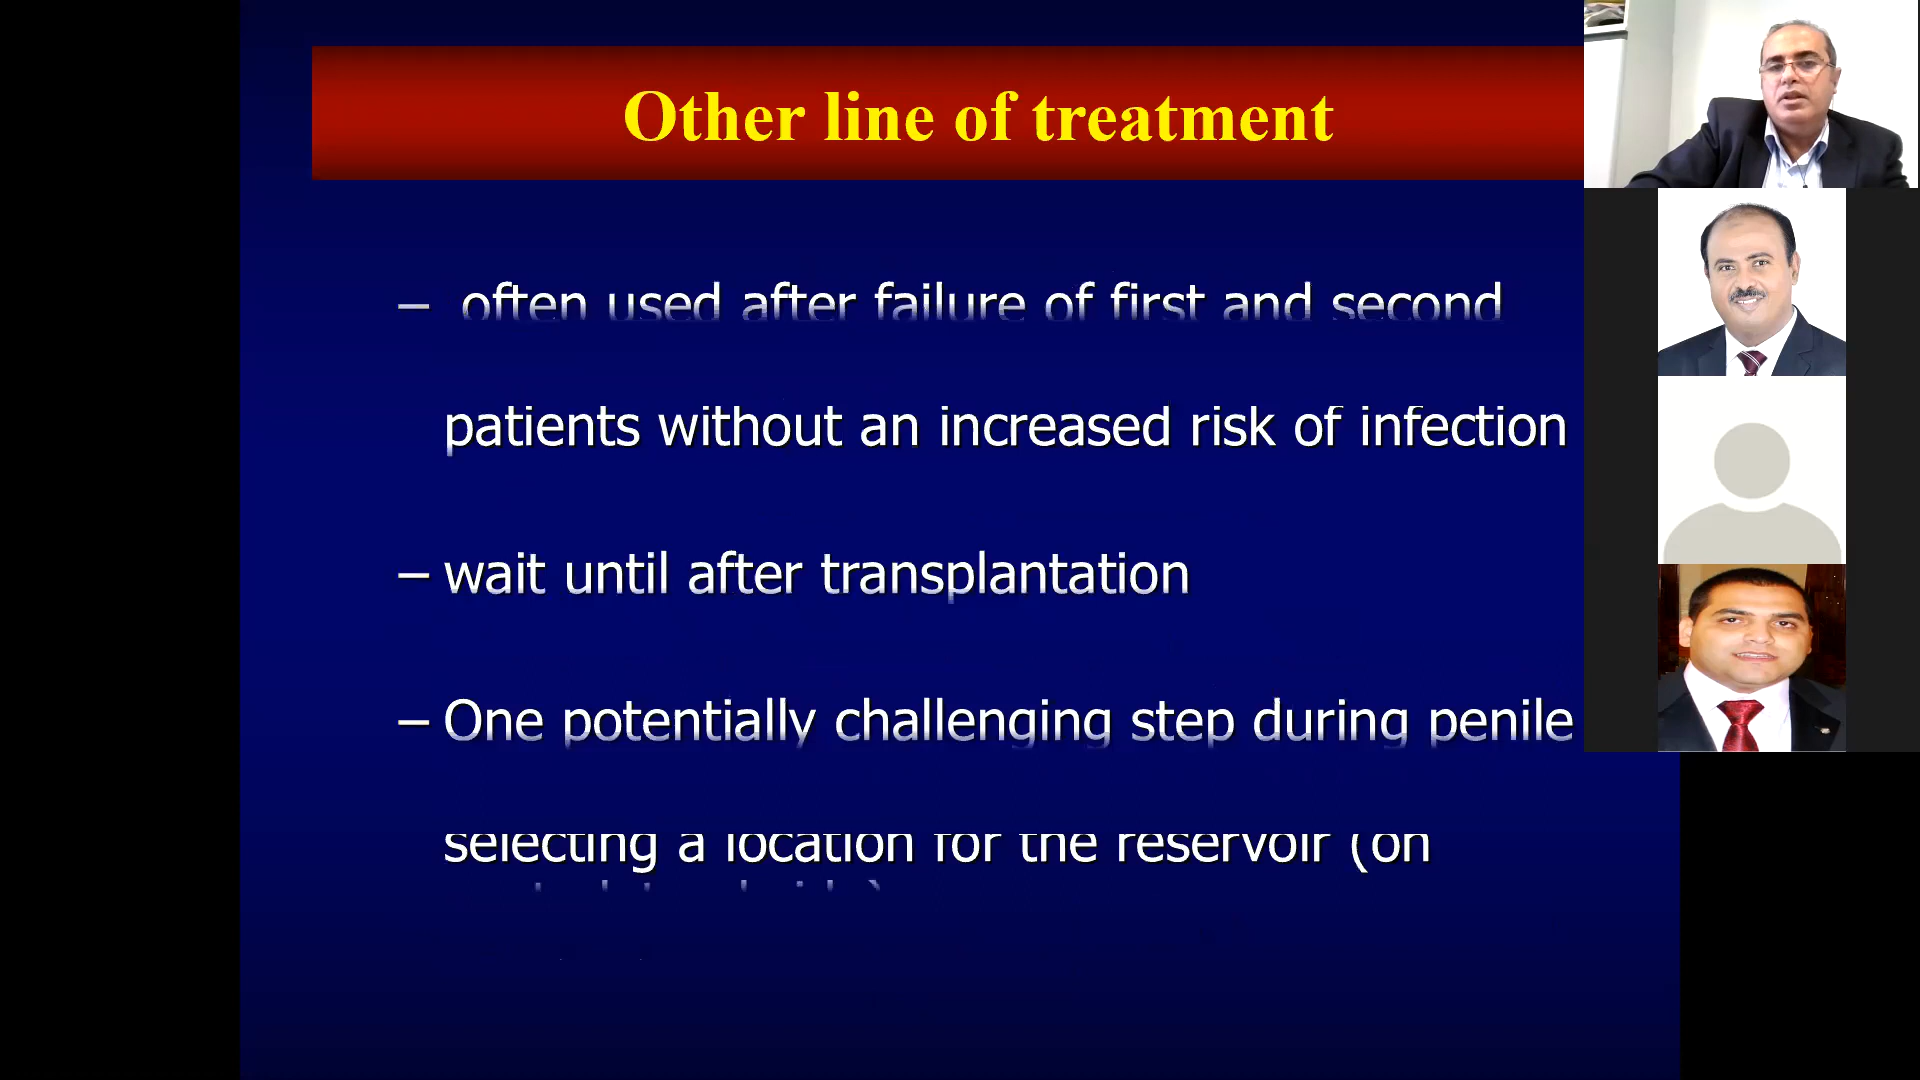 Other line of treatment
– often used after failure of first and second
patients without an increased risk of infection
– wait until after transplantation
– One potentially challenging step during penile
selecting a location for the reservoir (on